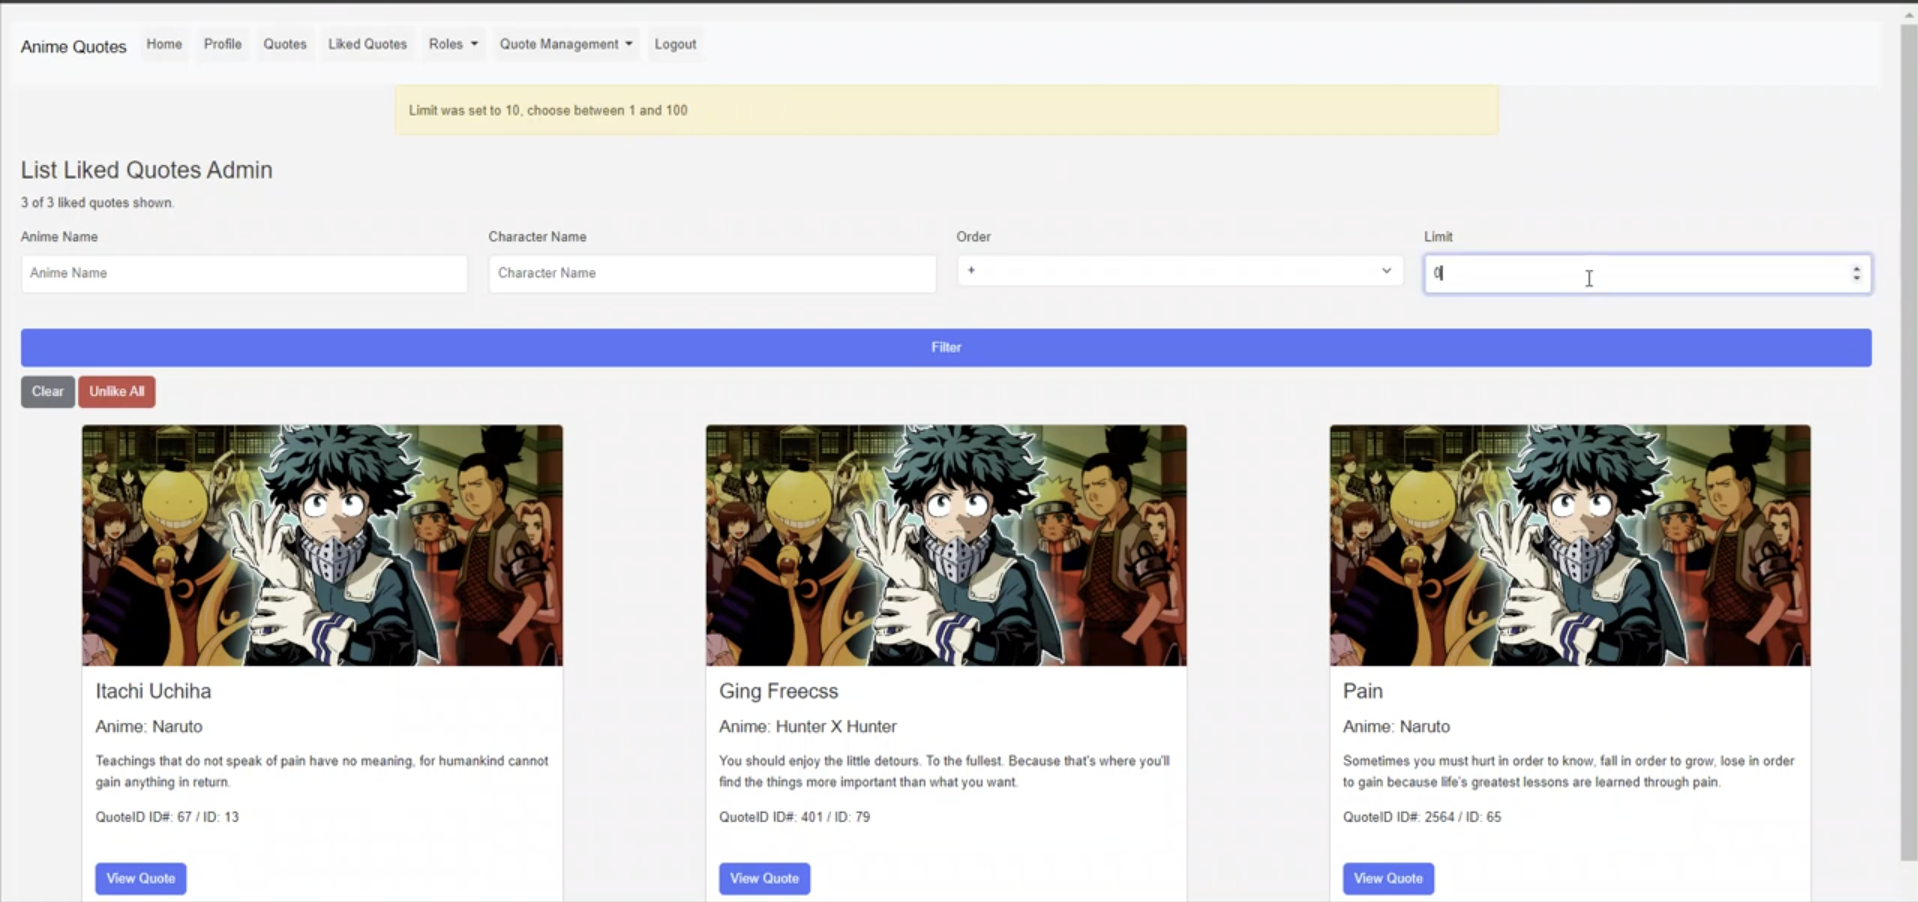 Anime Quotes Home Profile Quotes Liked Quotes Roles Quote Management Logout
Limit was set to 10, choose between 1 and 100
List Liked Quotes Admin
3 of 3 liked quotes shown.
Anime Name Character Name Order Limit
Anime Name Character Name + 0
Filter
Clear Unlike All
Itachi Uchiha
Anime: Naruto
Teachings that do not speak of pain have no meaning, for humankind cannot
gain anything in return.
QuoteID ID#: 67 / ID: 13
View Quote
Ging Freecss
Anime: Hunter X Hunter
You should enjoy the little detours. To the fullest. Because that's where you'll
find the things more important than what you want.
QuoteID ID#: 401 / ID: 79
View Quote
Pain
Anime: Naruto
Sometimes you must hurt in order to know, fall in order to grow, lose in order
to gain because life's greatest lessons are learned through pain.
QuoteID ID#: 2564 / ID: 65
View Quote